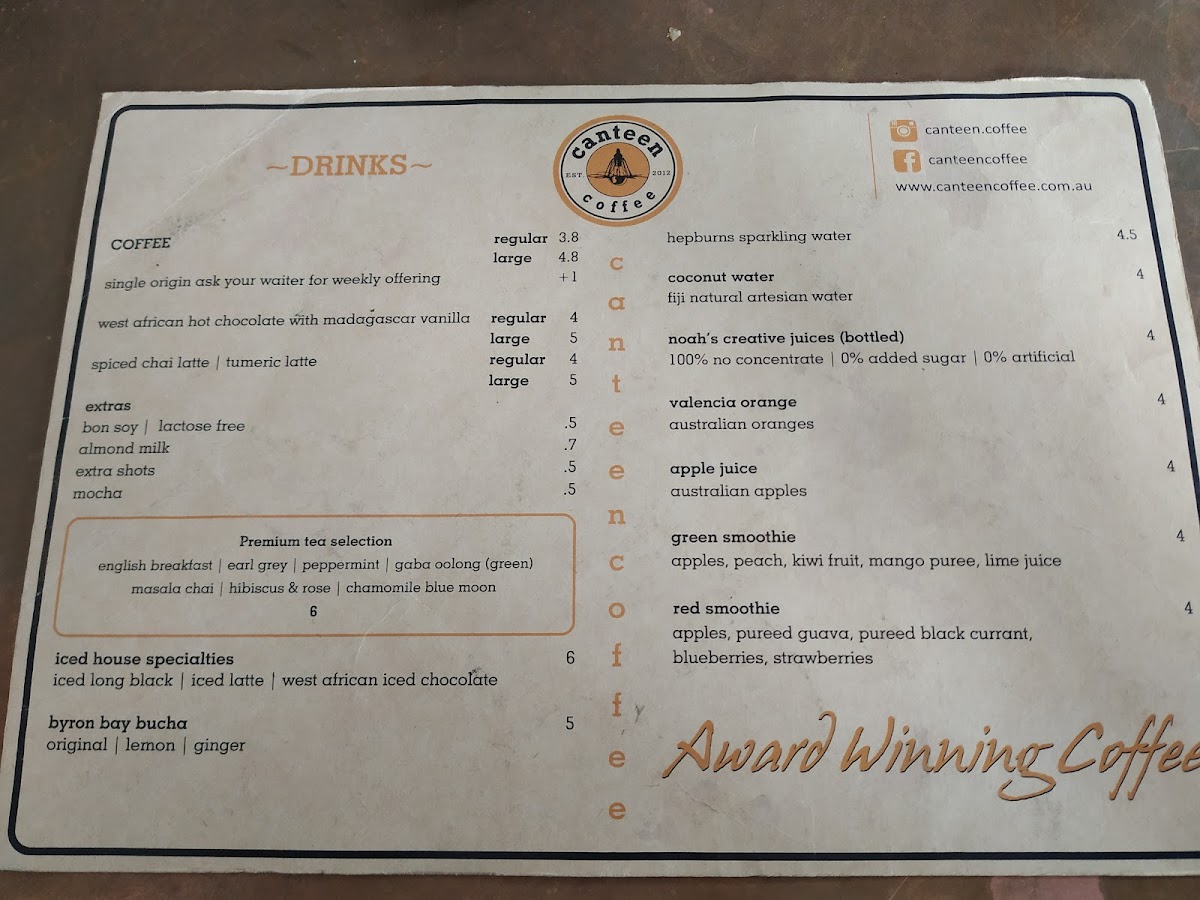 ~DRINKS~
canteen
EST. 2012
coffee
canteen.coffee
canteencoffee
www.canteencoffee.com.au
COFFEE regular 3.8
large 4.8
single origin ask your waiter for weekly offering +1
west african hot chocolate with madagascar vanilla regular 4
large 5
spiced chai latte | tumeric latte regular 4
large 5
extras
bon soy | lactose free .5
almond milk .7
extra shots .5
mocha .5
Premium tea selection
english breakfast | earl grey | peppermint | gaba oolong (green)
masala chai | hibiscus & rose | chamomile blue moon
6
iced house specialties 6
iced long black | iced latte | west african iced chocolate
byron bay bucha 5
original | lemon | ginger
canteencoffee
hepburns sparkling water 4.5
coconut water 4
fiji natural artesian water
noah's creative juices (bottled) 4
100% no concentrate | 0% added sugar | 0% artificial
valencia orange 4
australian oranges
apple juice 4
australian apples
green smoothie 4
apples, peach, kiwi fruit, mango puree, lime juice
red smoothie 4
apples, pureed guava, pureed black currant,
blueberries, strawberries
Award Winning Coffee